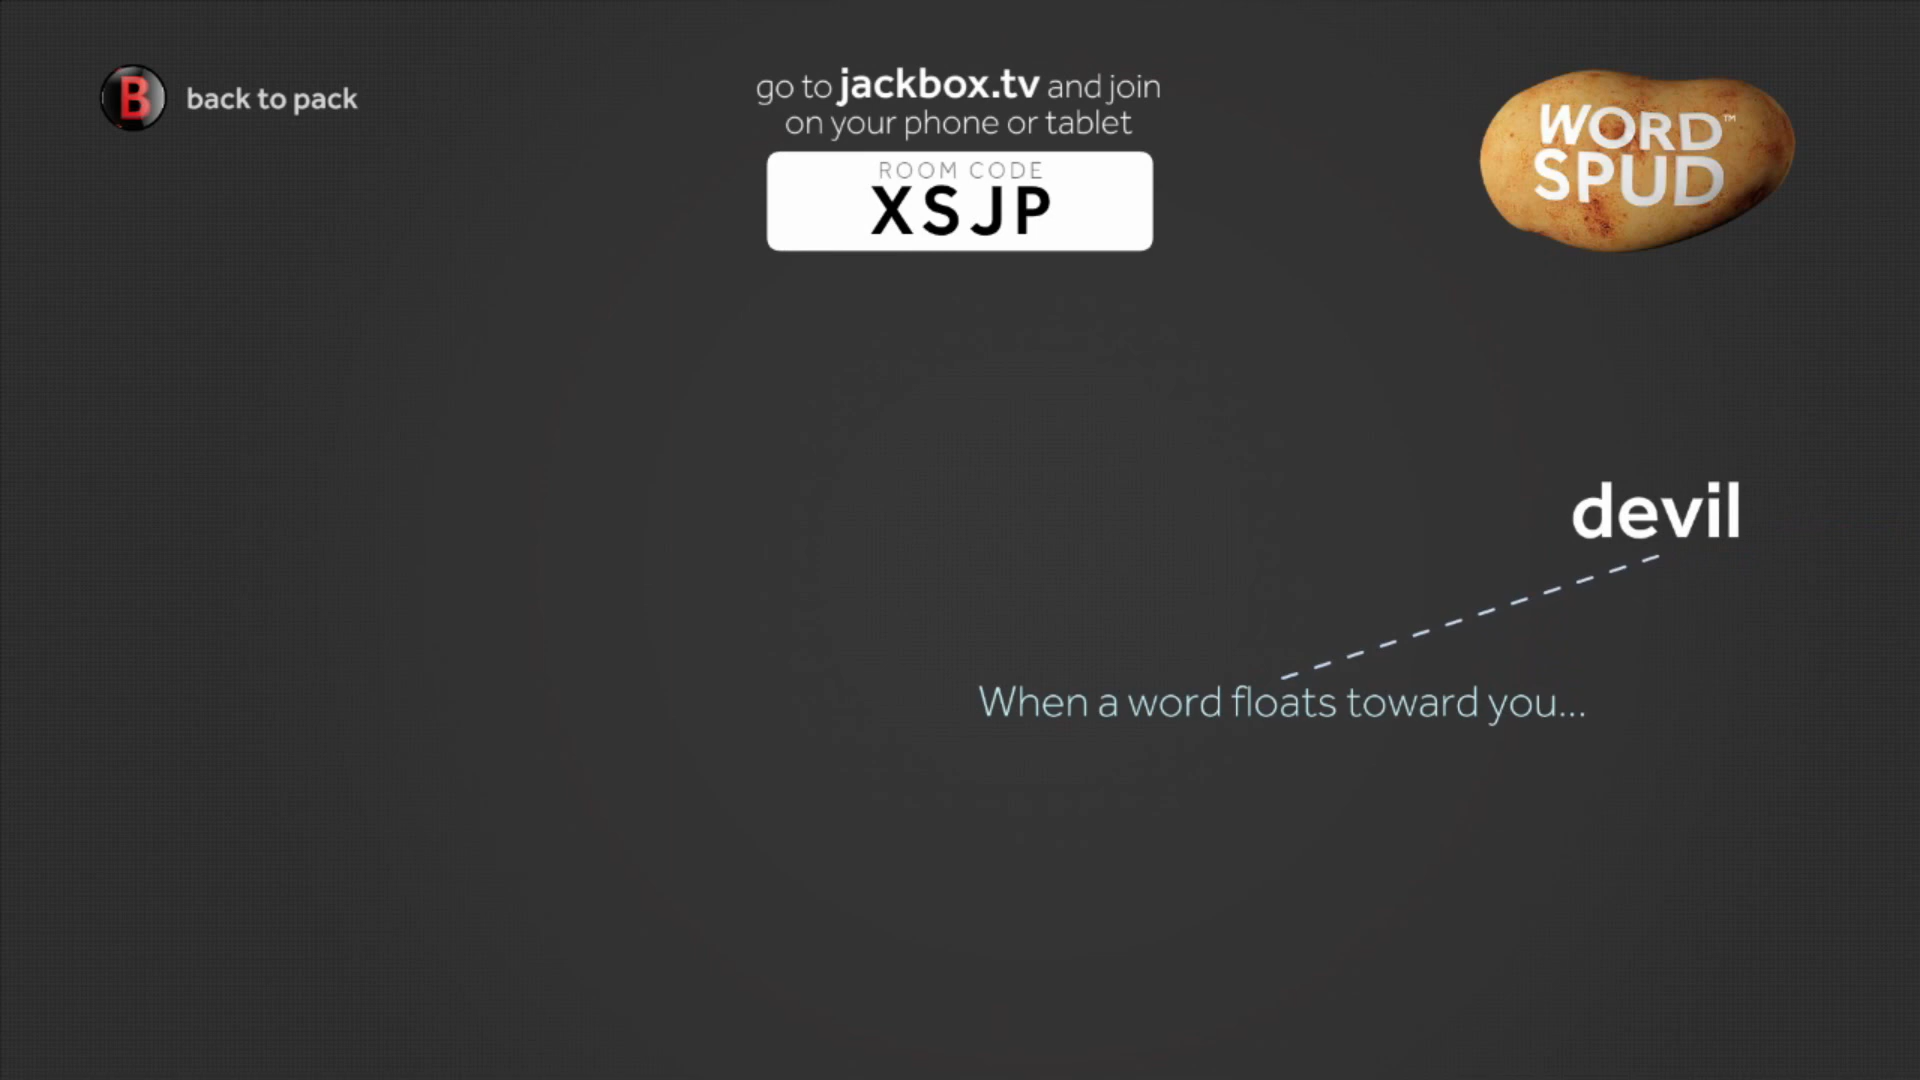 B back to pack
go to jackbox.tv and join
on your phone or tablet
ROOM CODE
XSJP
WORD™
SPUD
devil
When a word floats toward you...